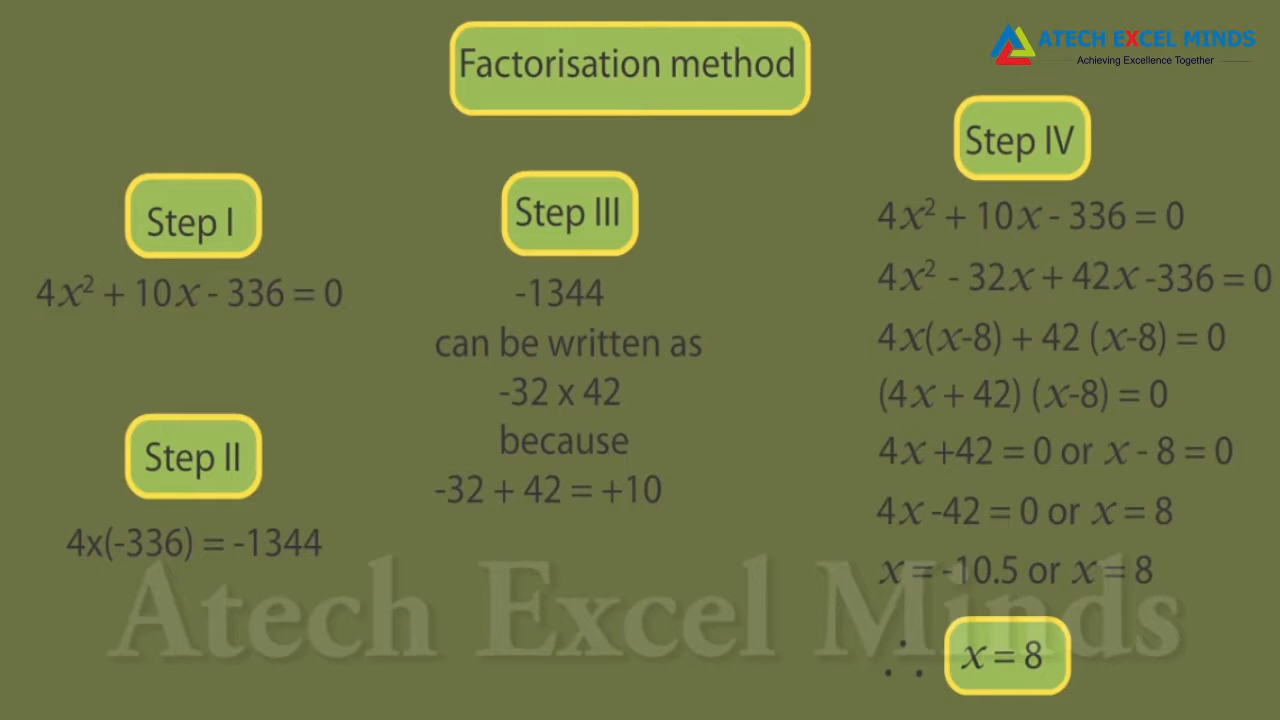 Factorisation method
ATECH EXCEL MINDS
Achieving Excellence Together
Step I
4x² + 10x - 336 = 0
Step II
4x(-336) = -1344
Step III
-1344
can be written as
-32 x 42
because
-32 + 42 = +10
Step IV
4x² + 10x - 336 = 0
4x² - 32x + 42x -336 = 0
4x(x-8) + 42 (x-8) = 0
(4x + 42) (x-8) = 0
4x +42 = 0 or x - 8 = 0
4x -42 = 0 or x = 8
x = -10.5 or x = 8
∴ x = 8
Atech Excel Minds